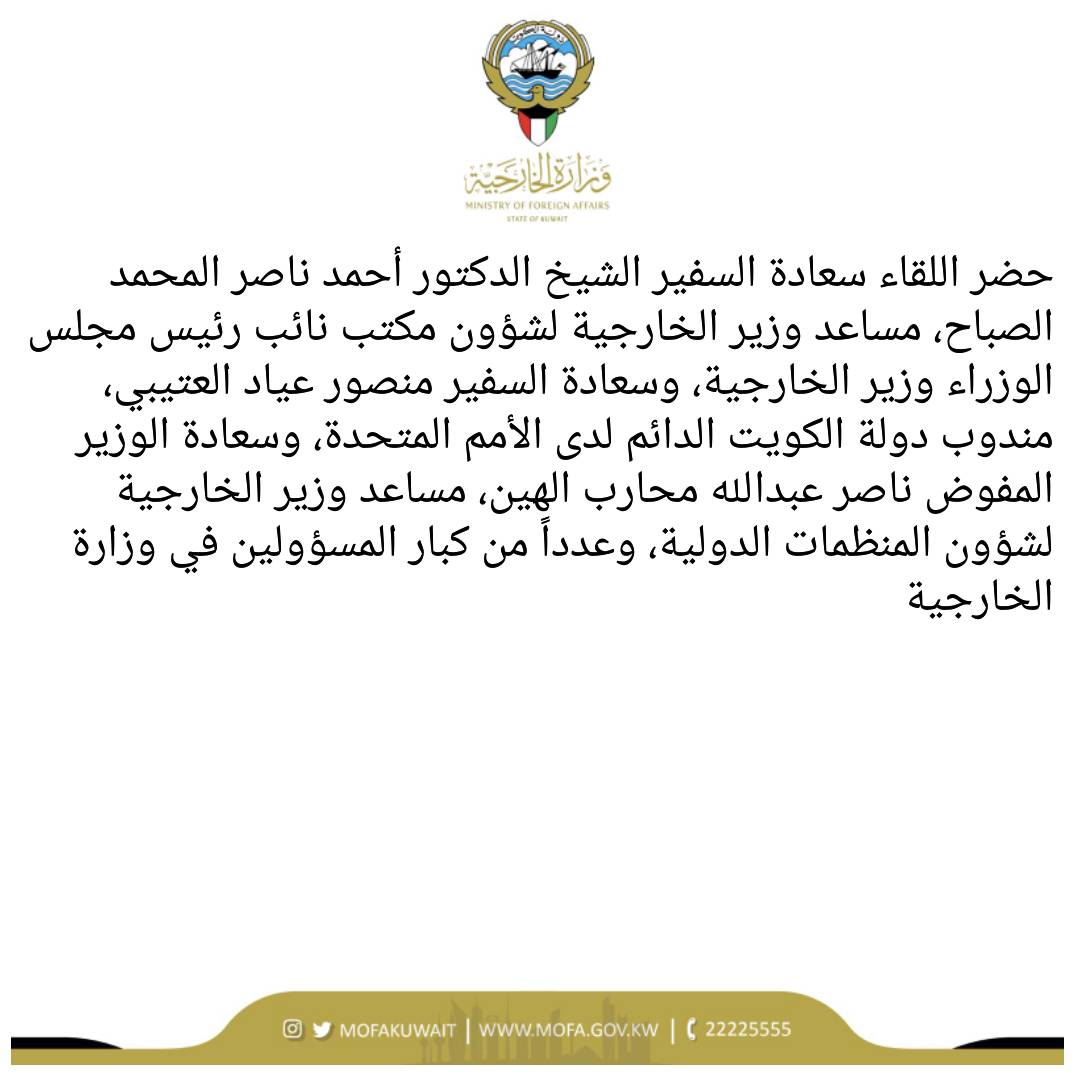 دولة الكويت
وزارة الخارجية
MINISTRY OF FOREIGN AFFAIRS
STATE OF KUWAIT
حضر اللقاء سعادة السفير الشيخ الدكتور أحمد ناصر المحمد
الصباح، مساعد وزير الخارجية لشؤون مكتب نائب رئيس مجلس
الوزراء وزير الخارجية، وسعادة السفير منصور عياد العتيبي،
مندوب دولة الكويت الدائم لدى الأمم المتحدة، وسعادة الوزير
المفوض ناصر عبدالله محارب الهين، مساعد وزير الخارجية
لشؤون المنظمات الدولية، وعدداً من كبار المسؤولين في وزارة
الخارجية
MOFAKUWAIT | WWW.MOFA.GOV.KW | 22225555